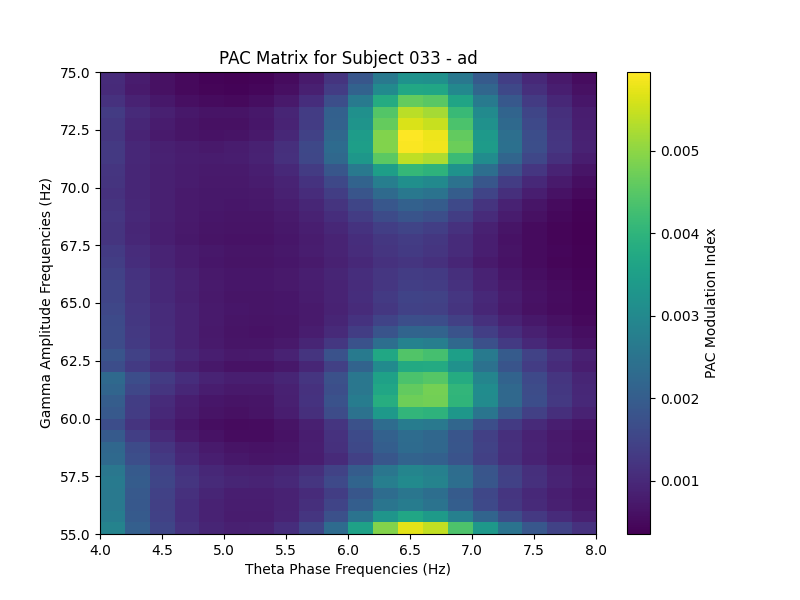 PAC Matrix for Subject 033 - ad
75.0
72.5
70.0
67.5
65.0
62.5
60.0
57.5
55.0
Gamma Amplitude Frequencies (Hz)
4.0 4.5 5.0 5.5 6.0 6.5 7.0 7.5 8.0
Theta Phase Frequencies (Hz)
0.005
0.004
0.003
0.002
0.001
PAC Modulation Index